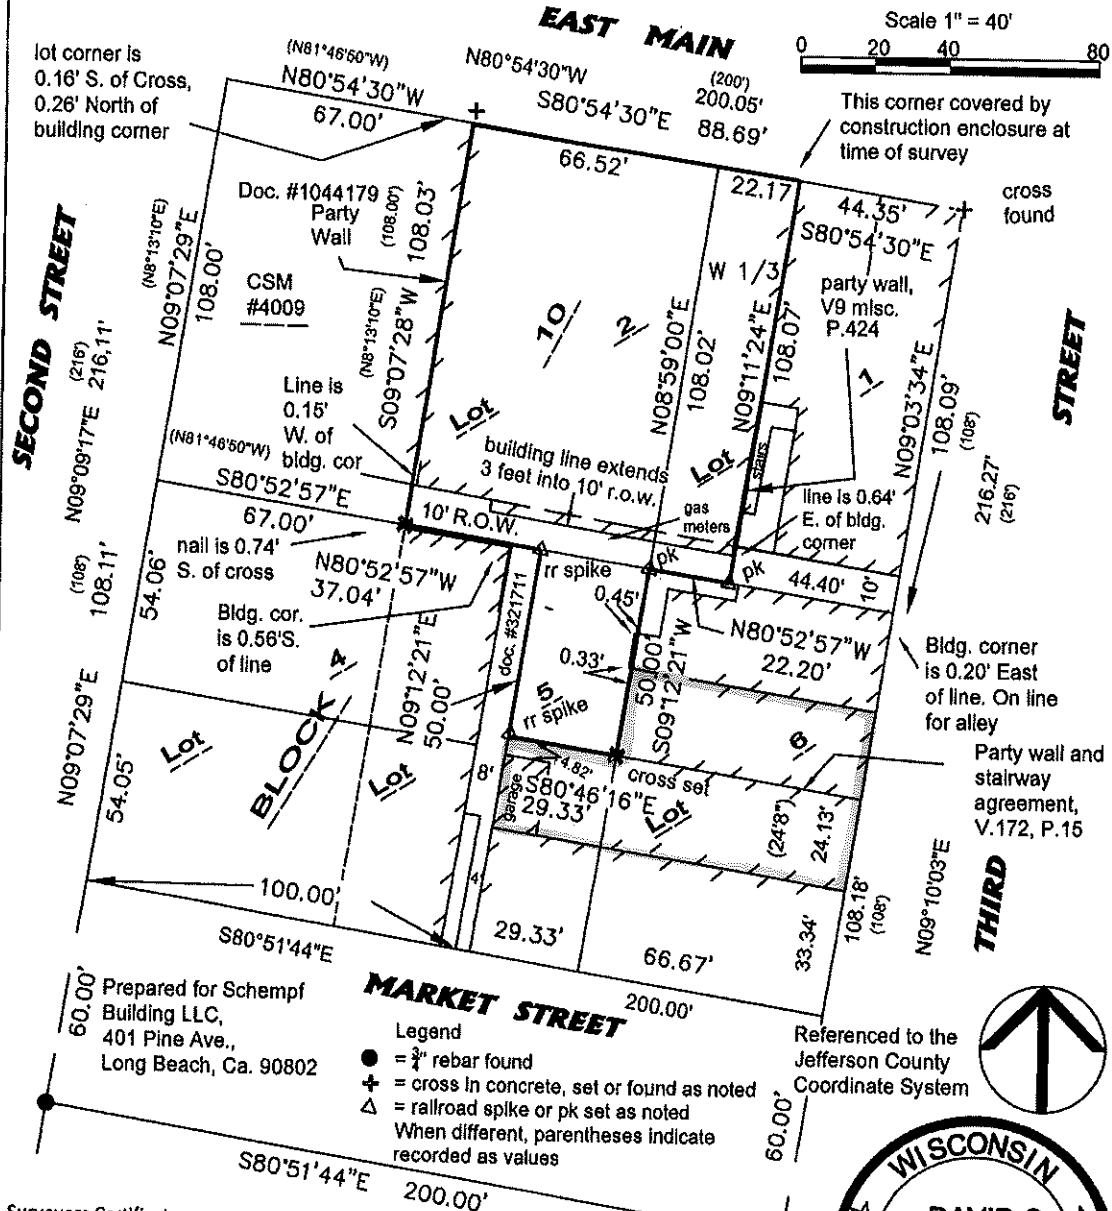 EAST MAIN
Scale 1" = 40'
0 20 40 80
lot corner is
0.16' S. of Cross,
0.26' North of
building corner
(N81°46'50"W)
N80°54'30"W
67.00'
N80°54'30"W
(200')
200.05'
S80°54'30"E
88.69'
This corner covered by
construction enclosure at
time of survey
66.52'
22.17'
44.35'
S80°54'30"E
cross
found
Doc. #1044179
Party
Wall
(108.00')
108.03'
(N8°13'10"E)
N09°07'29"E
108.00'
CSM
#4009
(N8°13'10"E)
S09°07'28"W
W 1/3
party wall,
V9 misc.
P.424
10
2
Lot
N08°59'00"E
108.02'
N09°11'24"E
108.07'
1
Lot
N09°03'34"E
108.09'
(108')
STREET
SECOND STREET
(216')
216.11'
N09°09'17"E
216.27'
(216')
Line is
0.15'
W. of
bldg. cor
(N81°46'50"W)
S80°52'57"E
67.00'
building line extends
3 feet into 10' r.o.w.
gas
meters
stairs
line is 0.64'
E. of bldg.
corner
10' R.O.W.
nail is 0.74'
S. of cross
N80°52'57"W
37.04'
rr spike
pk
pk
44.40'
10'
(108')
108.11'
54.06'
Bldg. cor.
is 0.56'S.
of line
doc. #321711
0.45'
N80°52'57"W
22.20'
Bldg. corner
is 0.20' East
of line. On line
for alley
0.33'
50.00'
S09°12'21"W
N09°12'21"E
50.00'
4
5
rr spike
6
N09°07'29"E
54.05'
Lot
BLOCK
Lot
8'
garage
4.82'
cross set
S80°46'16"E
29.33'
Lot
(24'8")
24.13'
Party wall and
stairway
agreement,
V.172, P.15
100.00'
4'
29.33'
66.67'
33.34'
108.18'
(108')
N09°10'03"E
THIRD
S80°51'44"E
MARKET STREET
200.00'
60.00'
Prepared for Schempf
Building LLC,
401 Pine Ave.,
Long Beach, Ca. 90802
Legend
= 3/4" rebar found
= cross in concrete, set or found as noted
= railroad spike or pk set as noted
When different, parentheses indicate
recorded as values
Referenced to the
Jefferson County
Coordinate System
60.00'
S80°51'44"E 200.00'
WISCONSIN